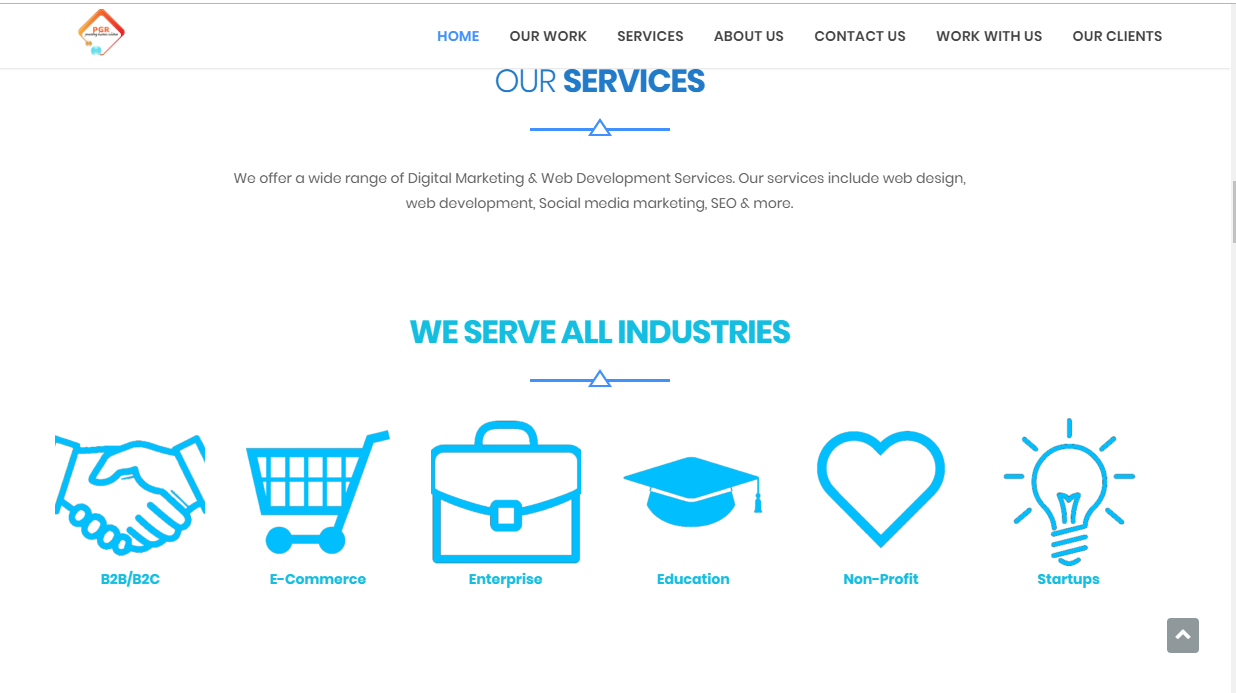 PGR
HOME OUR WORK SERVICES ABOUT US CONTACT US WORK WITH US OUR CLIENTS
OUR SERVICES
We offer a wide range of Digital Marketing & Web Development Services. Our services include web design,
web development, Social media marketing, SEO & more.
WE SERVE ALL INDUSTRIES
B2B/B2C E-Commerce Enterprise Education Non-Profit Startups